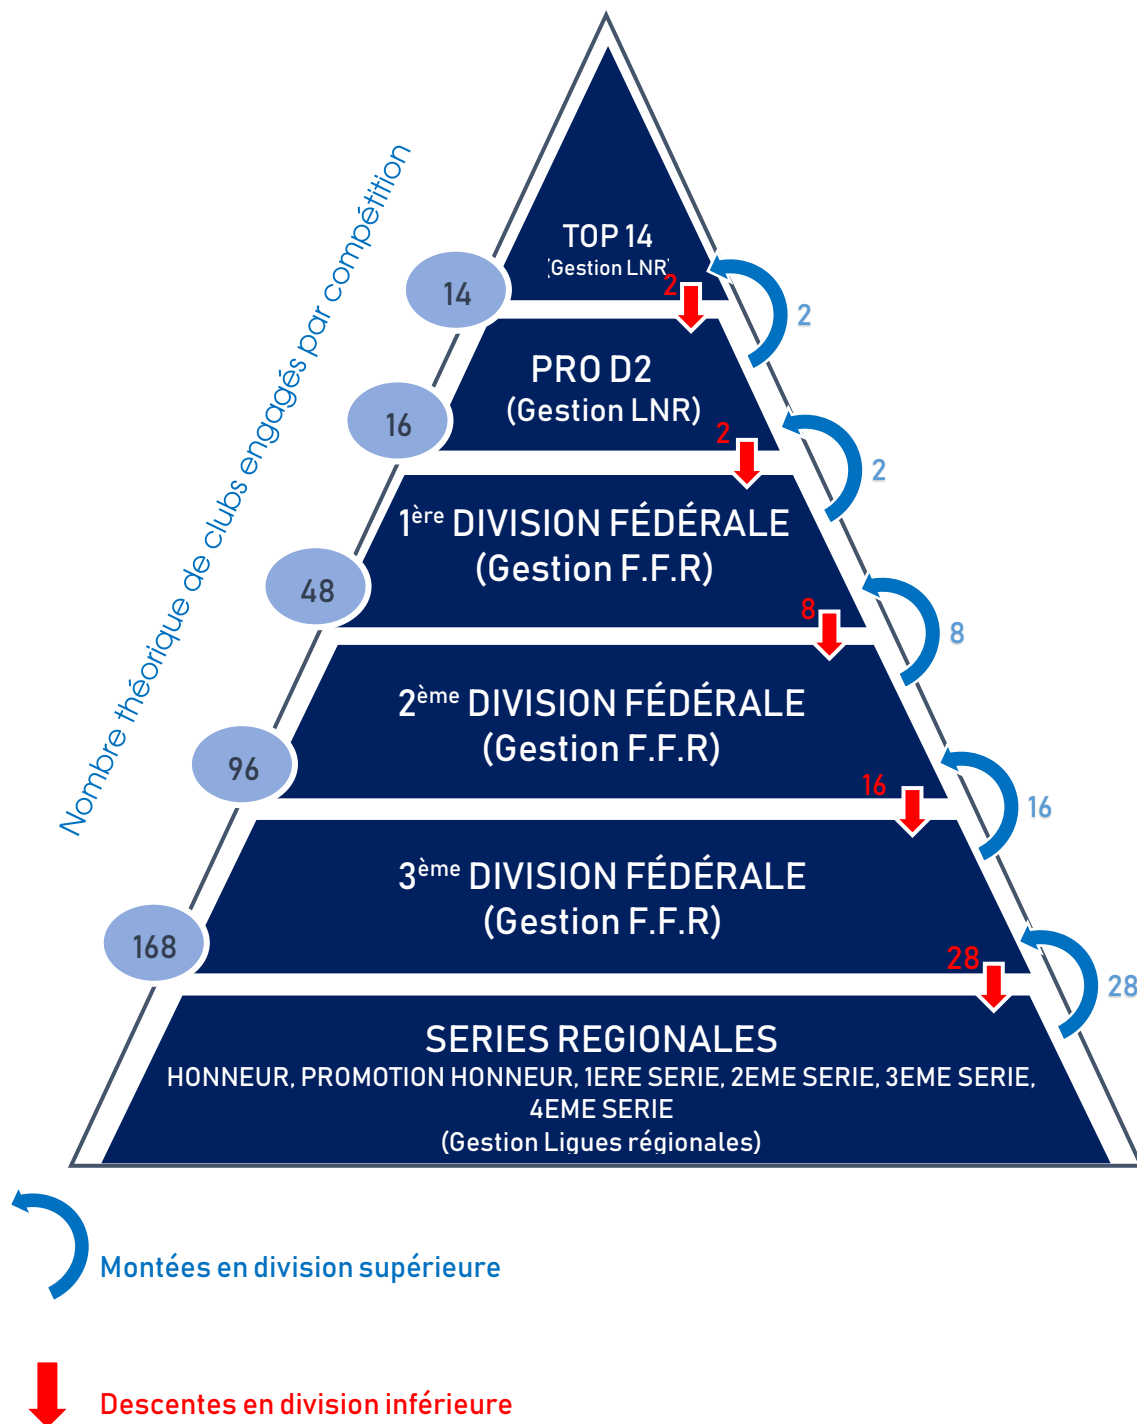 Nombre théorique de clubs engagés par compétition
TOP 14
(Gestion LNR)
14
2
2
PRO D2
(Gestion LNR)
16
2
2
1ère DIVISION FÉDÉRALE
(Gestion F.F.R)
48
8
8
2ème DIVISION FÉDÉRALE
(Gestion F.F.R)
96
16
16
3ème DIVISION FÉDÉRALE
(Gestion F.F.R)
168
28
28
SERIES REGIONALES
HONNEUR, PROMOTION HONNEUR, 1ERE SERIE, 2EME SERIE, 3EME SERIE,
4EME SERIE
(Gestion Ligues régionales)
Montées en division supérieure
Descentes en division inférieure